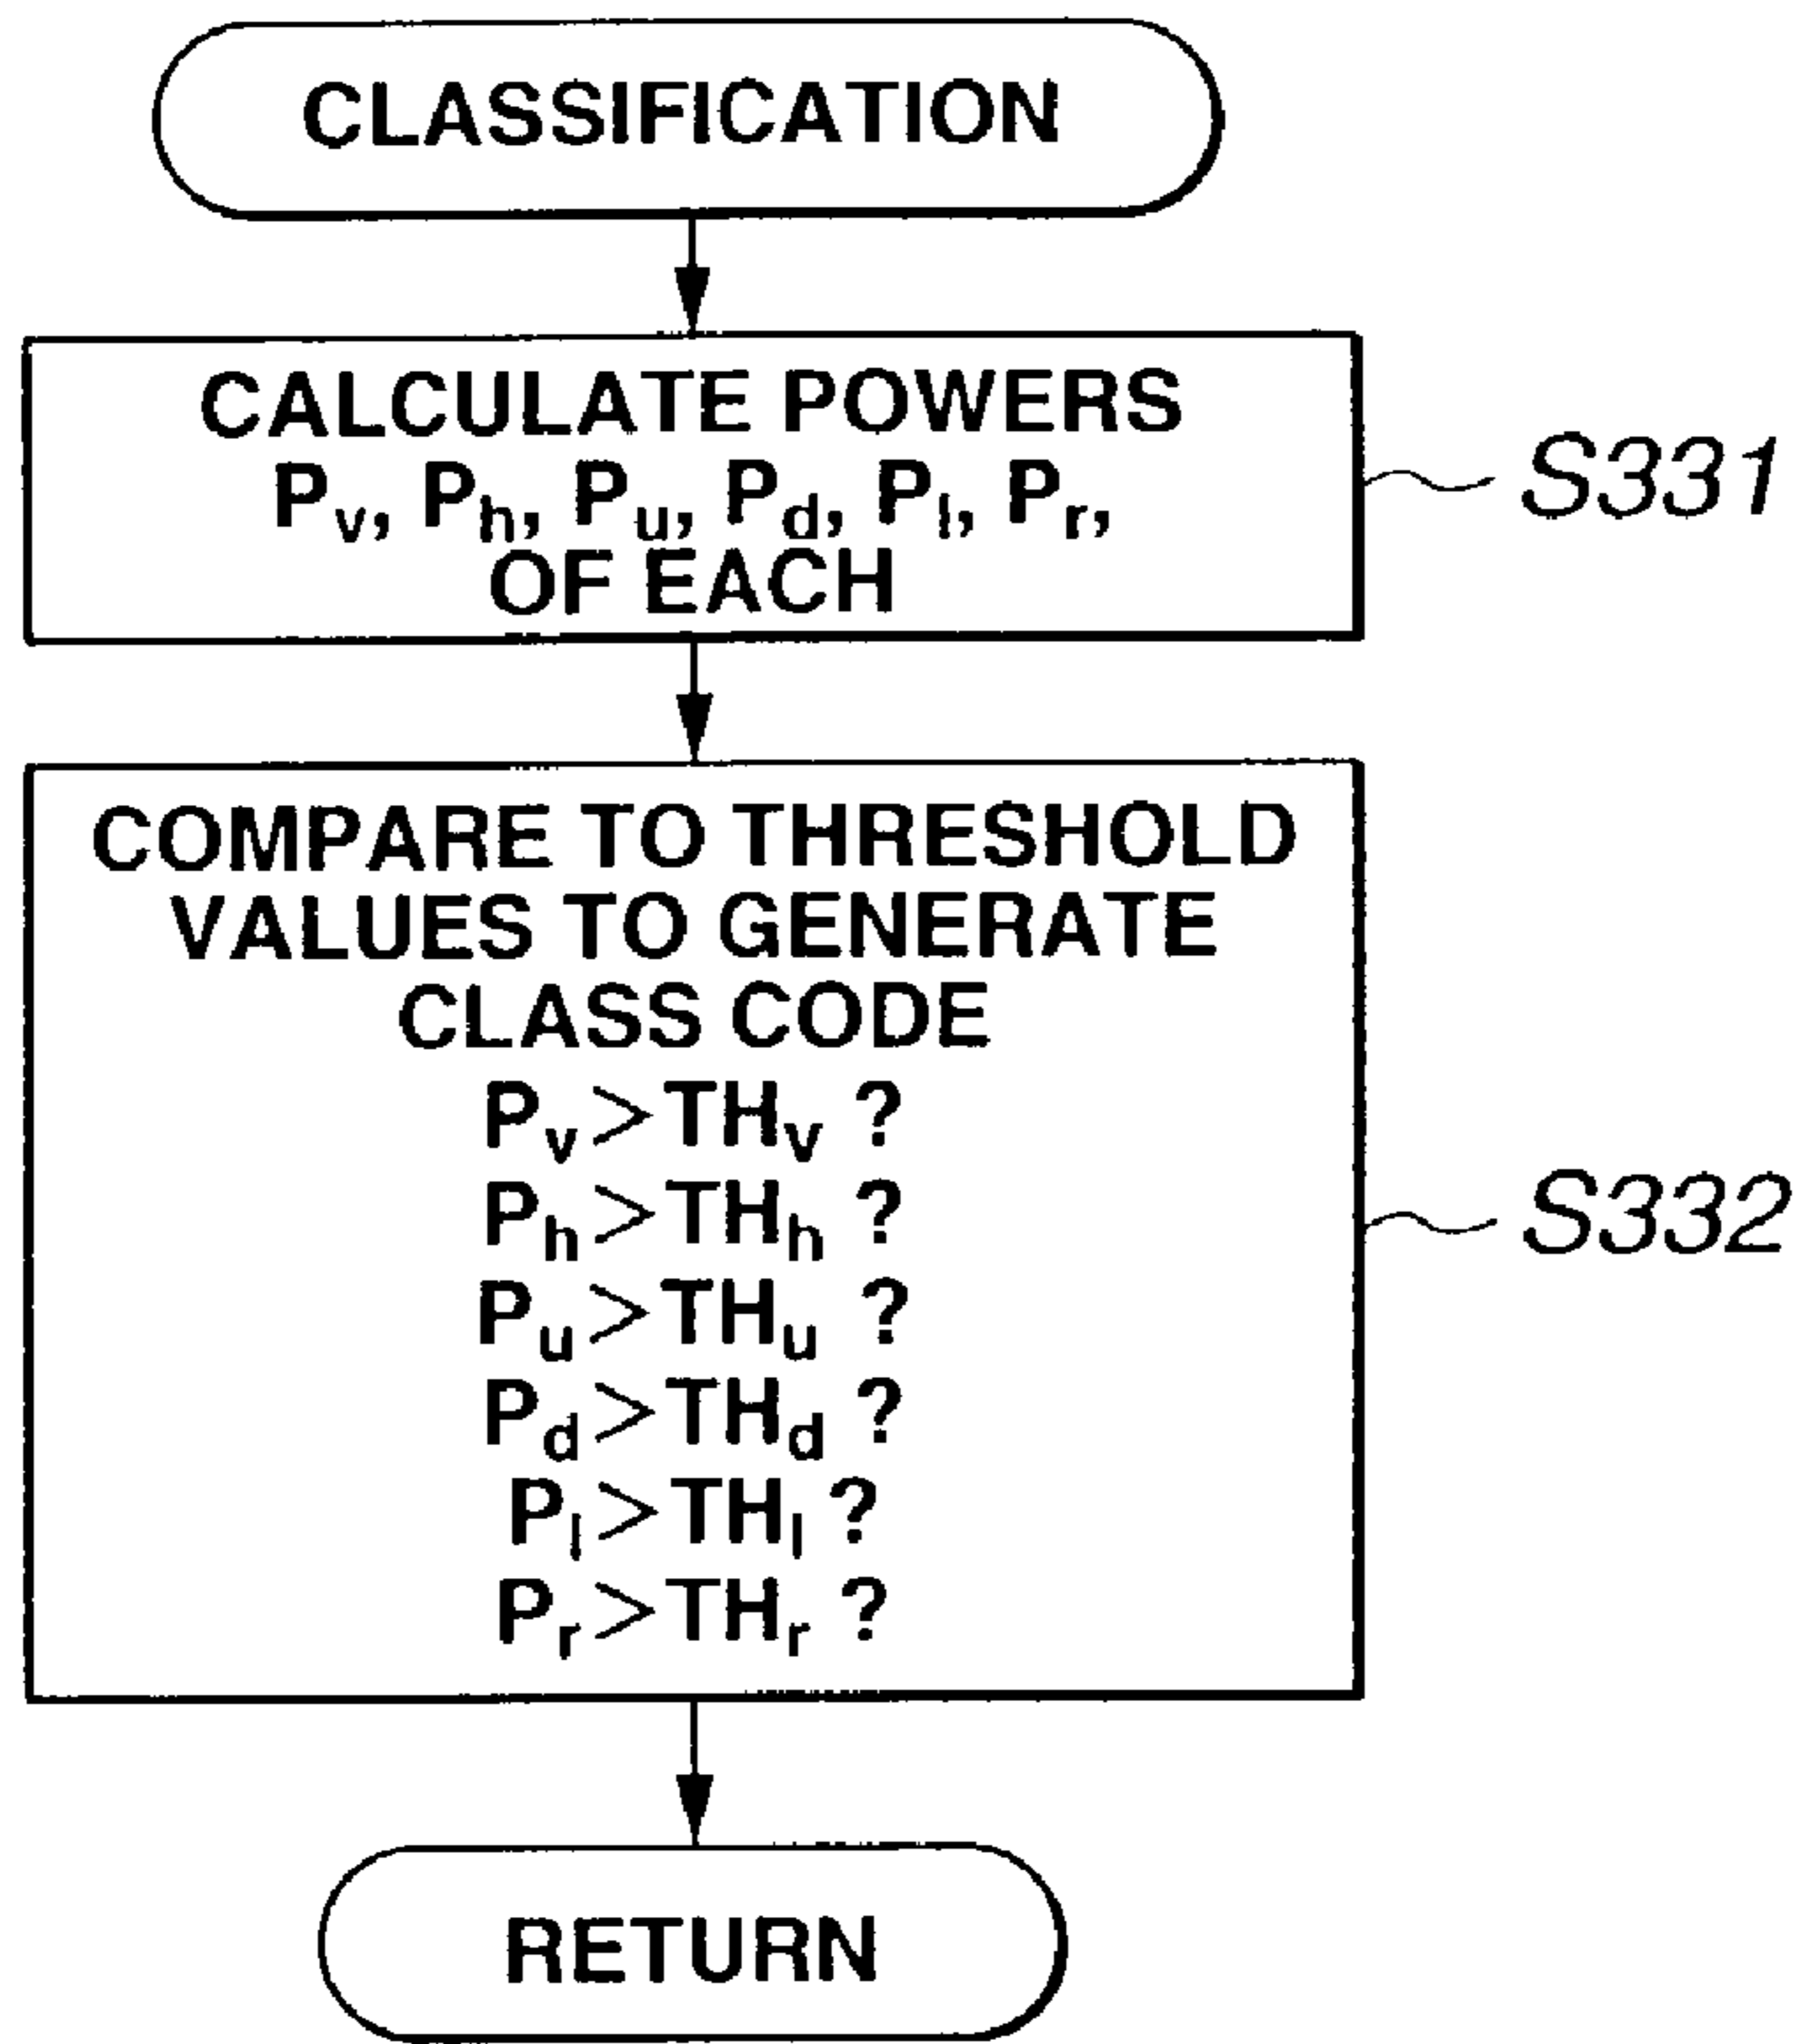 CLASSIFICATION
CALCULATE POWERS
Pv, Ph, Pu, Pd, Pl, Pr,
OF EACH
S331
COMPARE TO THRESHOLD
VALUES TO GENERATE
CLASS CODE
Pv>THv ?
Ph>THh ?
Pu>THu ?
Pd>THd ?
Pl>THl ?
Pr>THr ?
S332
RETURN